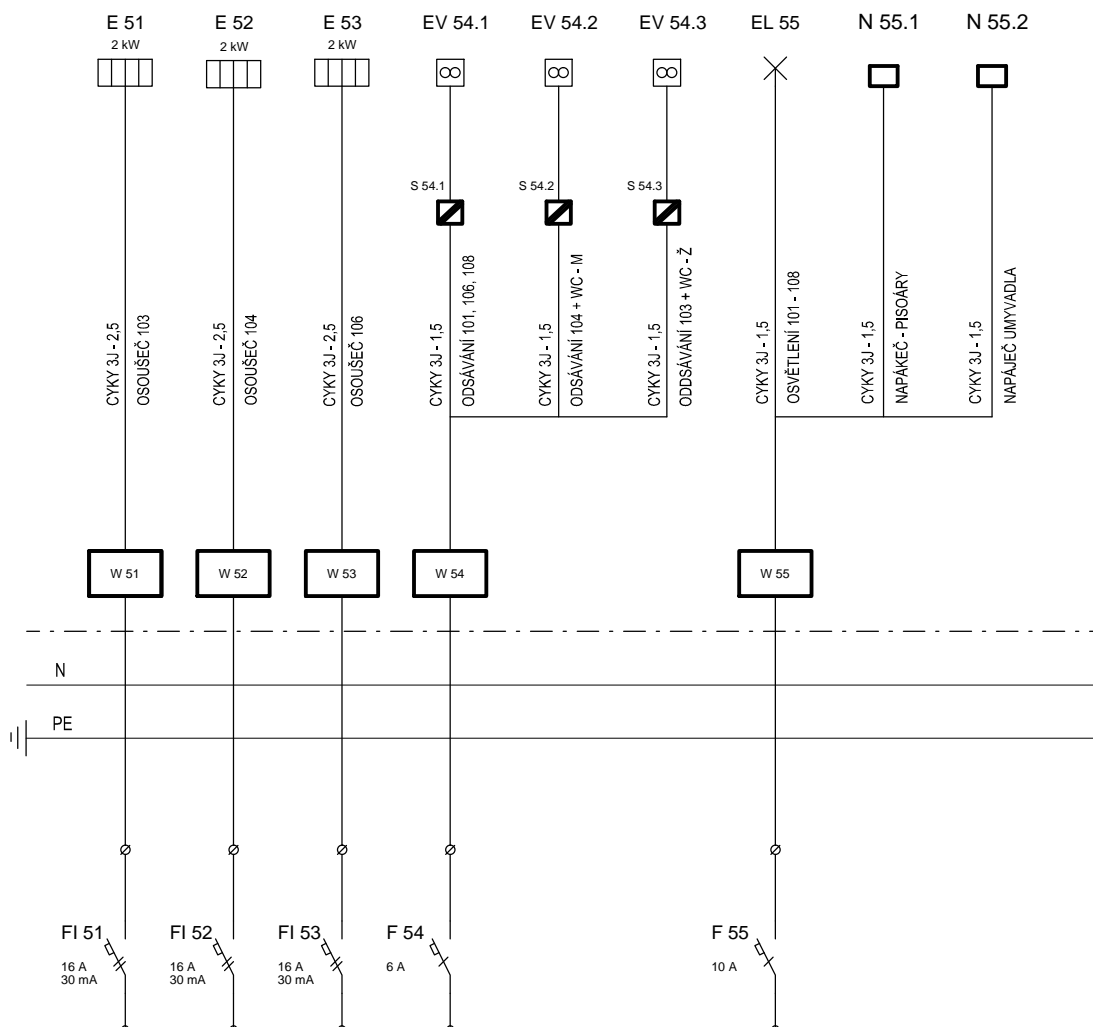 E 51
2 kW
E 52
2 kW
E 53
2 kW
EV 54.1
EV 54.2
EV 54.3
EL 55
N 55.1
N 55.2
S 54.1
S 54.2
S 54.3
CYKY 3J - 2,5
OSOUŠEČ 103
CYKY 3J - 2,5
OSOUŠEČ 104
CYKY 3J - 2,5
OSOUŠEČ 106
CYKY 3J - 1,5
ODSÁVÁNÍ 101, 106, 108
CYKY 3J - 1,5
ODSÁVÁNÍ 104 + WC - M
CYKY 3J - 1,5
ODDSÁVÁNÍ 103 + WC - Ž
CYKY 3J - 1,5
OSVĚTLENÍ 101 - 108
CYKY 3J - 1,5
NAPÁKEČ - PISOÁRY
CYKY 3J - 1,5
NAPÁJEČ UMYVADLA
W 51
W 52
W 53
W 54
W 55
N
PE
FI 51
16 A
30 mA
FI 52
16 A
30 mA
FI 53
16 A
30 mA
F 54
6 A
F 55
10 A